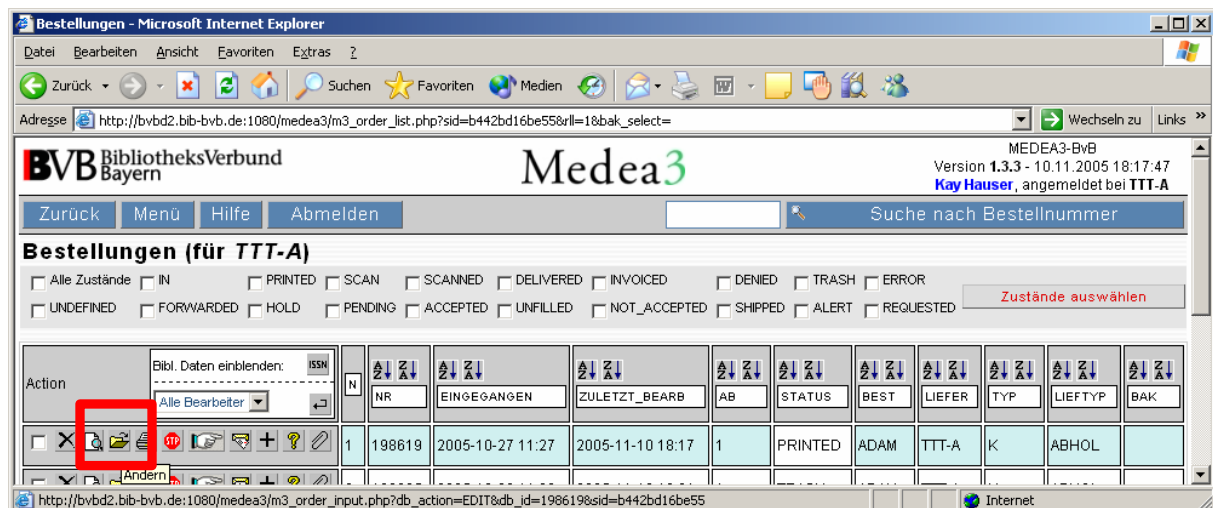 Bestellungen - Microsoft Internet Explorer
Datei Bearbeiten Ansicht Favoriten Extras ?
Zurück Suchen Favoriten Medien
Adresse http://bvbd2.bib-bvb.de:1080/medea3/m3_order_list.php?sid=b442bd16be55&rll=1&bak_select= Wechseln zu Links »
BVB BibliotheksVerbund Bayern
Medea3
MEDEA3-BvB
Version 1.3.3 - 10.11.2005 18:17:47
Kay Hauser, angemeldet bei TTT-A
Zurück Menü Hilfe Abmelden Suche nach Bestellnummer
Bestellungen (für TTT-A)
Alle Zustände IN PRINTED SCAN SCANNED DELIVERED INVOICED DENIED TRASH ERROR
UNDEFINED FORWARDED HOLD PENDING ACCEPTED UNFILLED NOT_ACCEPTED SHIPPED ALERT REQUESTED
Zustände auswählen
Action Bibl. Daten einblenden: ISSN
Alle Bearbeiter
N NR EINGEGANGEN ZULETZT_BEARB AB STATUS BEST LIEFER TYP LIEFTYP BAK
STOP 1 198619 2005-10-27 11:27 2005-11-10 18:17 1 PRINTED ADAM TTT-A K ABHOL
Ändern
http://bvbd2.bib-bvb.de:1080/medea3/m3_order_input.php?db_action=EDIT&db_id=198619&sid=b442bd16be55 Internet